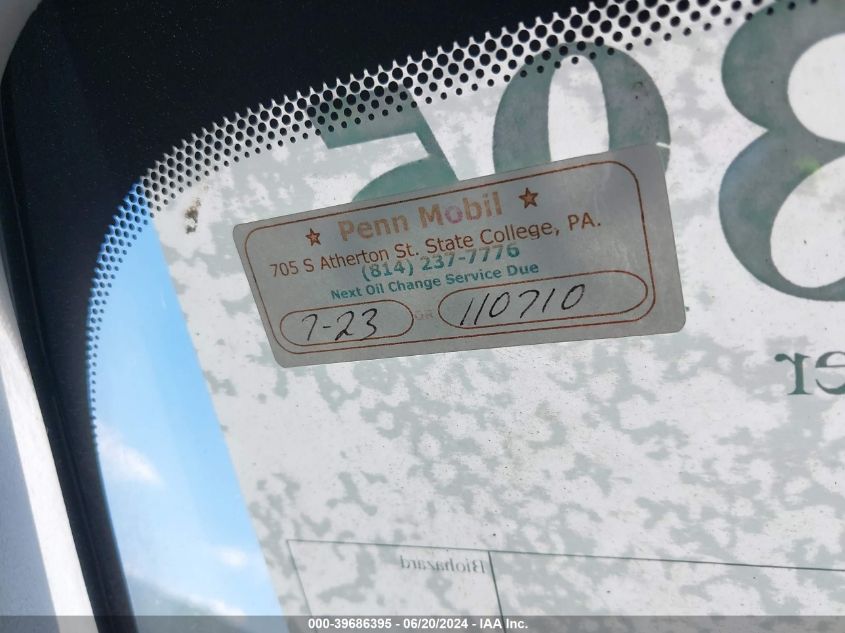 Penn Mobil
705 S Atherton St. State College, PA.
(814) 237-7776
Next Oil Change Service Due
7-23 OR 110710
Biohazard
000-39686395 - 06/20/2024 - IAA Inc.